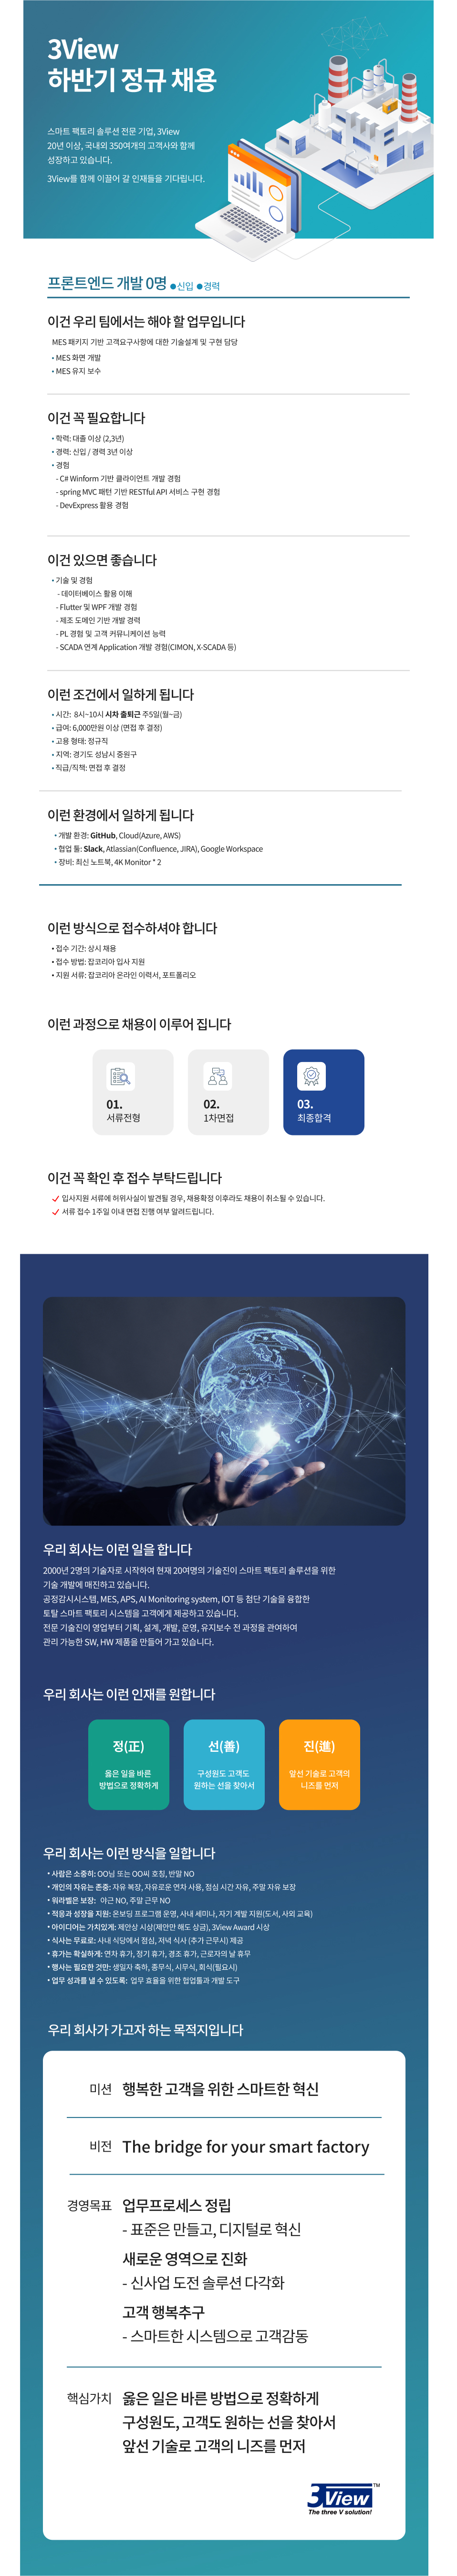 3View
하반기 정규 채용
스마트 팩토리 솔루션 전문 기업, 3View
20년 이상, 국내외 350여개의 고객사와 함께
성장하고 있습니다.
3View를 함께 이끌어 갈 인재들을 기다립니다.
프론트엔드 개발 0명 ●신입 ●경력
이건 우리 팀에서는 해야 할 업무입니다
MES 패키지 기반 고객요구사항에 대한 기술설계 및 구현 담당
• MES 화면 개발
• MES 유지 보수
이건 꼭 필요합니다
• 학력: 대졸 이상 (2,3년)
• 경력: 신입 / 경력 3년 이상
• 경험
- C# Winform 기반 클라이언트 개발 경험
- spring MVC 패턴 기반 RESTful API 서비스 구현 경험
- DevExpress 활용 경험
이건 있으면 좋습니다
• 기술 및 경험
- 데이터베이스 활용 이해
- Flutter 및 WPF 개발 경험
- 제조 도메인 기반 개발 경력
- PL 경험 및 고객 커뮤니케이션 능력
- SCADA 연계 Application 개발 경험(CIMON, X-SCADA 등)
이런 조건에서 일하게 됩니다
• 시간: 8시~10시 시차 출퇴근 주5일(월~금)
• 급여: 6,000만원 이상 (면접 후 결정)
• 고용 형태: 정규직
• 지역: 경기도 성남시 중원구
• 직급/직책: 면접 후 결정
이런 환경에서 일하게 됩니다
• 개발 환경: GitHub, Cloud(Azure, AWS)
• 협업 툴: Slack, Atlassian(Confluence, JIRA), Google Workspace
• 장비: 최신 노트북, 4K Monitor * 2
이런 방식으로 접수하셔야 합니다
• 접수 기간: 상시 채용
• 접수 방법: 잡코리아 입사 지원
• 지원 서류: 잡코리아 온라인 이력서, 포트폴리오
이런 과정으로 채용이 이루어 집니다
01.
서류전형
02.
1차면접
03.
최종합격
이건 꼭 확인 후 접수 부탁드립니다
✓ 입사지원 서류에 허위사실이 발견될 경우, 채용확정 이후라도 채용이 취소될 수 있습니다.
✓ 서류 접수 1주일 이내 면접 진행 여부 알려드립니다.
우리 회사는 이런 일을 합니다
2000년 2명의 기술자로 시작하여 현재 20여명의 기술진이 스마트 팩토리 솔루션을 위한
기술 개발에 매진하고 있습니다.
공정감시시스템, MES, APS, AI Monitoring system, IOT 등 첨단 기술을 융합한
토탈 스마트 팩토리 시스템을 고객에게 제공하고 있습니다.
전문 기술진이 영업부터 기획, 설계, 개발, 운영, 유지보수 전 과정을 관여하여
관리 가능한 SW, HW 제품을 만들어 가고 있습니다.
우리 회사는 이런 인재를 원합니다
정(正)
옳은 일을 바른
방법으로 정확하게
선(善)
구성원도 고객도
원하는 선을 찾아서
진(進)
앞선 기술로 고객의
니즈를 먼저
우리 회사는 이런 방식을 일합니다
• 사람은 소중히: OO님 또는 OO씨 호칭, 반말 NO
• 개인의 자유는 존중: 자유 복장, 자유로운 연차 사용, 점심 시간 자유, 주말 자유 보장
• 워라밸은 보장: 야근 NO, 주말 근무 NO
• 적응과 성장을 지원: 온보딩 프로그램 운영, 사내 세미나, 자기 계발 지원(도서, 사외 교육)
• 아이디어는 가치있게: 제안상 시상(제안만 해도 상금), 3View Award 시상
• 식사는 무료로: 사내 식당에서 점심, 저녁 식사 (추가 근무시) 제공
• 휴가는 확실하게: 연차 휴가, 정기 휴가, 경조 휴가, 근로자의 날 휴무
• 행사는 필요한 것만: 생일자 축하, 종무식, 시무식, 회식(필요시)
• 업무 성과를 낼 수 있도록: 업무 효율을 위한 협업툴과 개발 도구
우리 회사가 가고자 하는 목적지입니다
미션 행복한 고객을 위한 스마트한 혁신
비전 The bridge for your smart factory
경영목표 업무프로세스 정립
- 표준은 만들고, 디지털로 혁신
새로운 영역으로 진화
- 신사업 도전 솔루션 다각화
고객 행복추구
- 스마트한 시스템으로 고객감동
핵심가치 옳은 일은 바른 방법으로 정확하게
구성원도, 고객도 원하는 선을 찾아서
앞선 기술로 고객의 니즈를 먼저
3View TM
The three V solution!